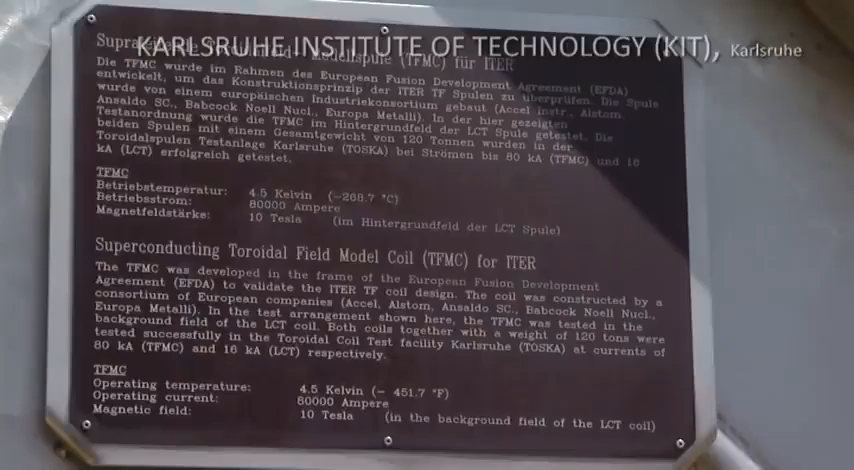 KARLSRUHE INSTITUTE OF TECHNOLOGY (KIT), Karlsruhe
(TFMC) für ITER
Die TFMC wurde im Rahmen des European Fusion Development Agreement (EFDA)
entwickelt, um das Konstruktionsprinzip der ITER TF Spulen zu überprüfen. Die Spule
wurde von einem europäischen Industriekonsortium gebaut (Accel Instr., Alstom,
Ansaldo SC., Babcock Noell Nucl., Europa Metalli). In der hier gezeigten
Testanordnung wurde die TFMC im Hintergrundfeld der LCT Spule getestet. Die
beiden Spulen mit einem Gesamtgewicht von 120 Tonnen wurden in der
Toroidalspulen Testanlage Karlsruhe (TOSKA) bei Strömen bis 80 kA (TFMC) und 16
kA (LCT) erfolgreich getestet.
TFMC
Betriebstemperatur: 4.5 Kelvin (-268.7 °C)
Betriebsstrom: 80000 Ampere
Magnetfeldstärke: 10 Tesla (im Hintergrundfeld der LCT Spule)
Superconducting Toroidal Field Model Coil (TFMC) for ITER
The TFMC was developed in the frame of the European Fusion Development
Agreement (EFDA) to validate the ITER TF coil design. The coil was constructed by a
consortium of European companies (Accel, Alstom, Ansaldo SC., Babcock Noell Nucl.,
Europa Metalli). In the test arrangement shown here, the TFMC was tested in the
background field of the LCT coil. Both coils together with a weight of 120 tons were
tested successfully in the Toroidal Coil Test facility Karlsruhe (TOSKA) at currents of
80 kA (TFMC) and 16 kA (LCT) respectively.
TFMC
Operating temperature: 4.5 Kelvin (- 451.7 °F)
Operating current: 80000 Ampere
Magnetic field: 10 Tesla (in the background field of the LCT coil)